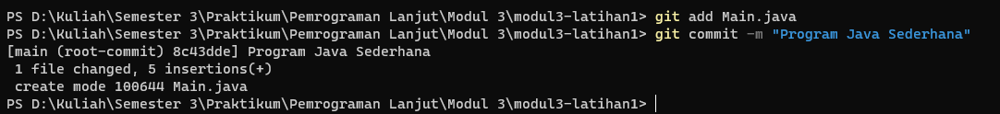 PS D:\Kuliah\Semester 3\Praktikum\Pemrograman Lanjut\Modul 3\modul3-latihan1> git add Main.java
PS D:\Kuliah\Semester 3\Praktikum\Pemrograman Lanjut\Modul 3\modul3-latihan1> git commit -m "Program Java Sederhana"
[main (root-commit) 8c43dde] Program Java Sederhana
 1 file changed, 5 insertions(+)
 create mode 100644 Main.java
PS D:\Kuliah\Semester 3\Praktikum\Pemrograman Lanjut\Modul 3\modul3-latihan1>